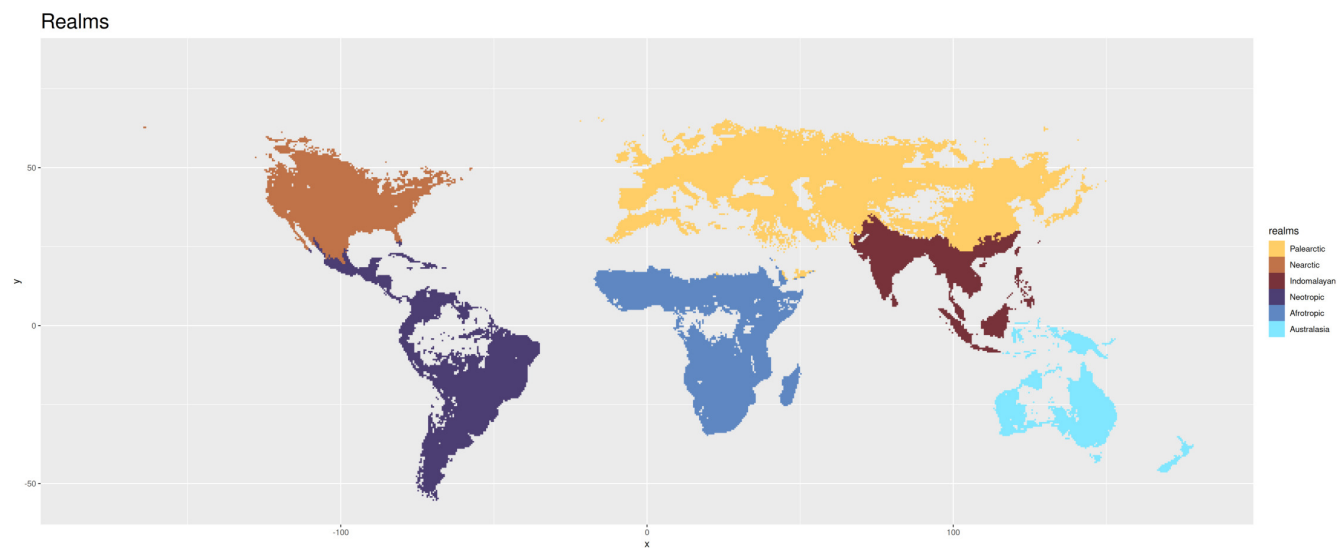 Realms
50
0
-50
y
-100
0
100
x
realms
Palearctic
Nearctic
Indomalayan
Neotropic
Afrotropic
Australasia